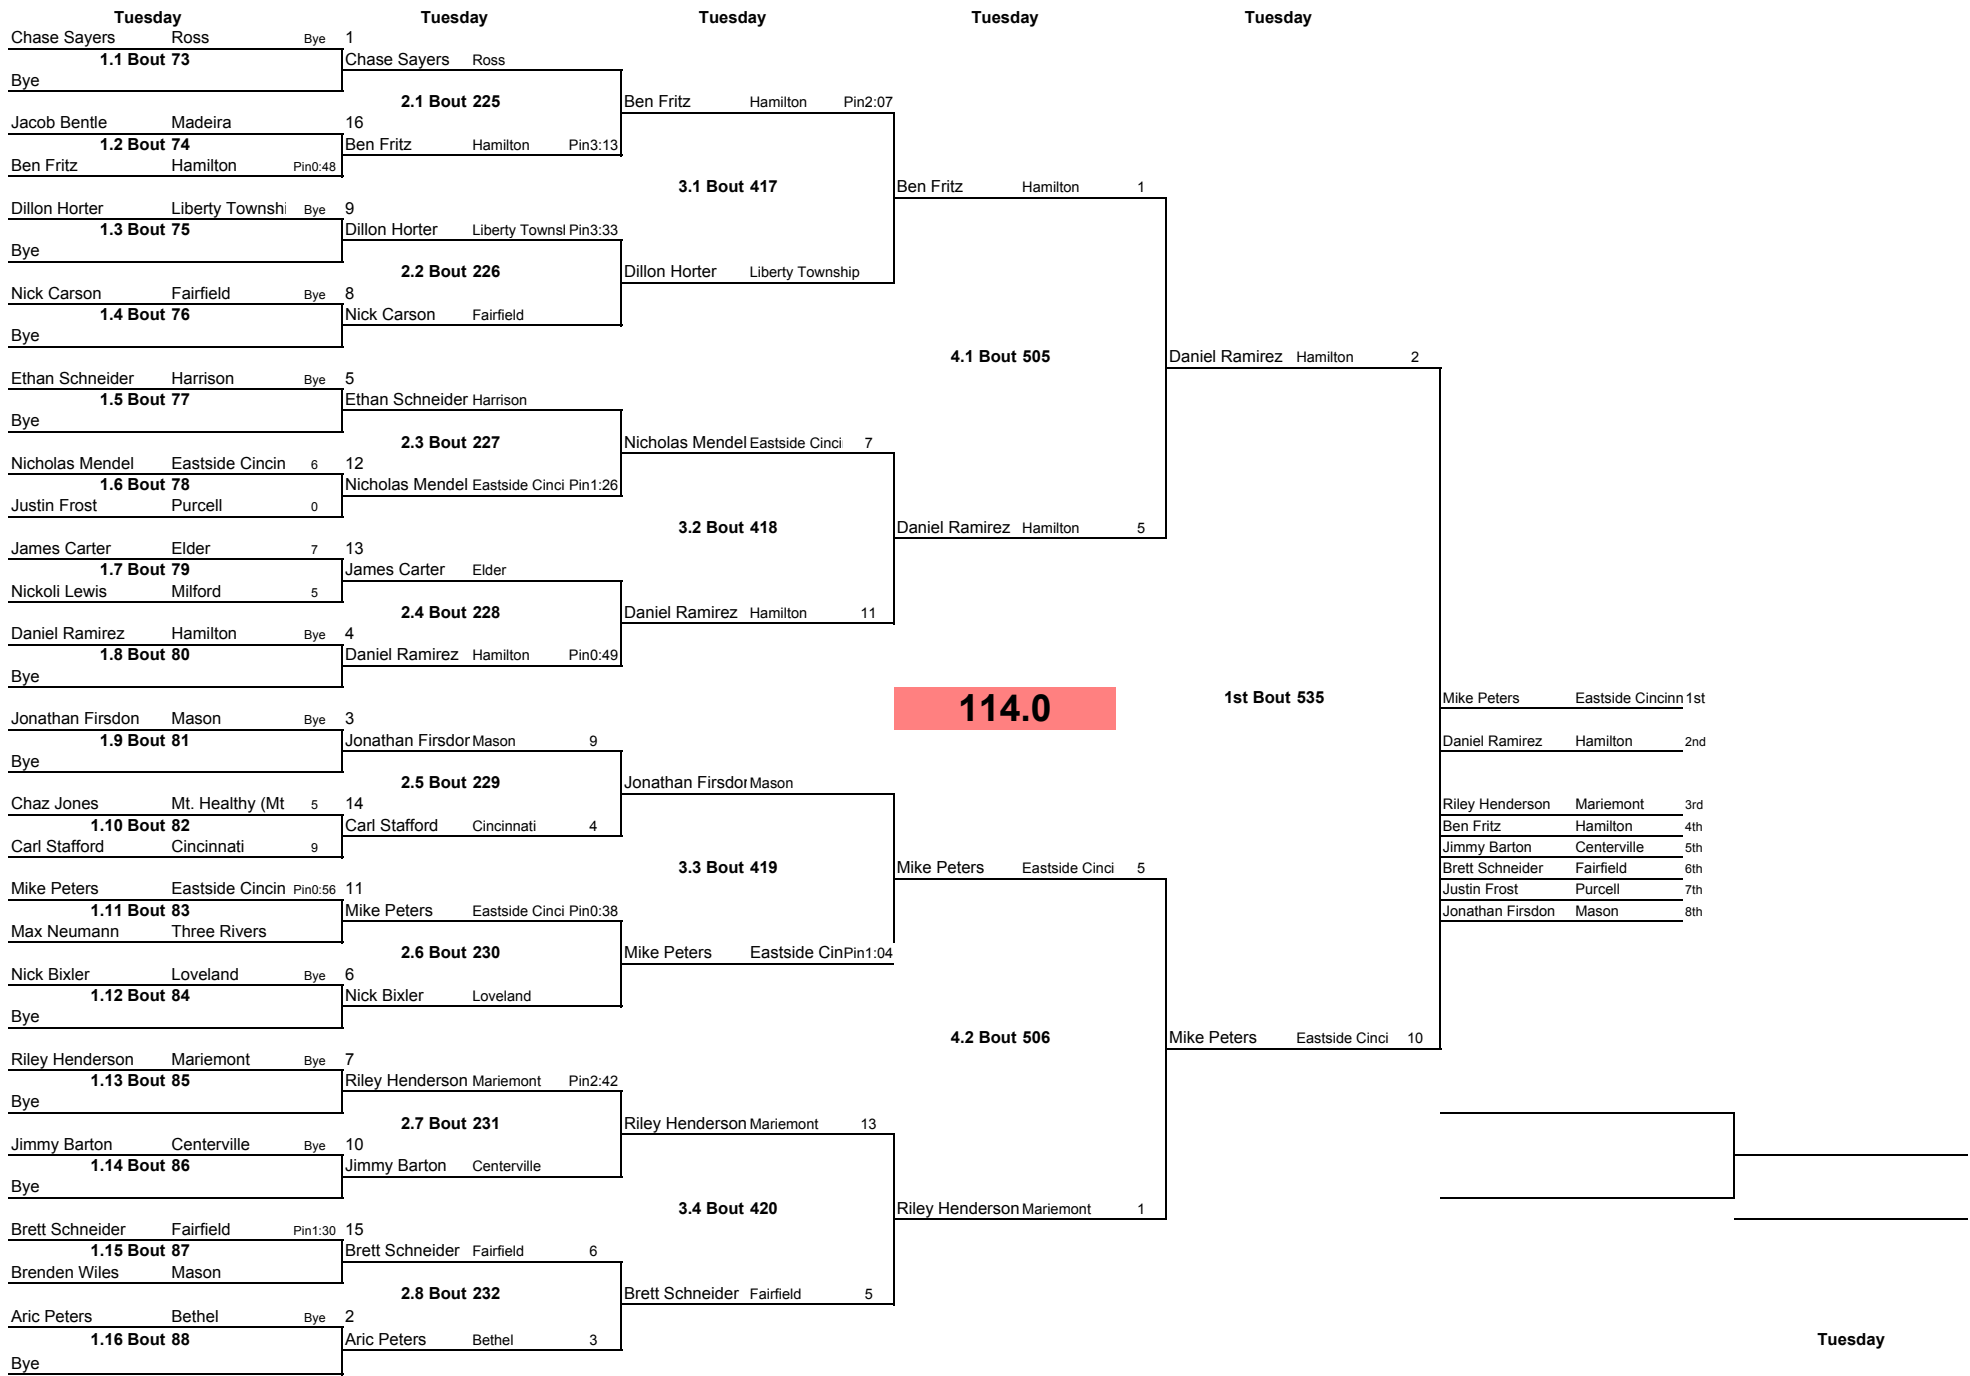 Tuesday Tuesday Tuesday Tuesday Tuesday
Chase Sayers Ross Bye 1
1.1 Bout 73 Chase Sayers Ross
Bye
2.1 Bout 225 Ben Fritz Hamilton Pin2:07
Jacob Bentle Madeira 16
1.2 Bout 74 Ben Fritz Hamilton Pin3:13
Ben Fritz Hamilton Pin0:48
3.1 Bout 417 Ben Fritz Hamilton 1
Dillon Horter Liberty Townshi Bye 9
1.3 Bout 75 Dillon Horter Liberty Townsl Pin3:33
Bye
2.2 Bout 226 Dillon Horter Liberty Township
Nick Carson Fairfield Bye 8
1.4 Bout 76 Nick Carson Fairfield
Bye
4.1 Bout 505 Daniel Ramirez Hamilton 2
Ethan Schneider Harrison Bye 5
1.5 Bout 77 Ethan Schneider Harrison
Bye
2.3 Bout 227 Nicholas Mendel Eastside Cinci 7
Nicholas Mendel Eastside Cincin 6 12
1.6 Bout 78 Nicholas Mendel Eastside Cinci Pin1:26
Justin Frost Purcell 0
3.2 Bout 418 Daniel Ramirez Hamilton 5
James Carter Elder 7 13
1.7 Bout 79 James Carter Elder
Nickoli Lewis Milford 5
2.4 Bout 228 Daniel Ramirez Hamilton 11
Daniel Ramirez Hamilton Bye 4
1.8 Bout 80 Daniel Ramirez Hamilton Pin0:49
Bye
114.0 1st Bout 535 Mike Peters Eastside Cincinn 1st
Jonathan Firsdon Mason Bye 3
1.9 Bout 81 Jonathan Firsdor Mason 9 Daniel Ramirez Hamilton 2nd
Bye
2.5 Bout 229 Jonathan Firsdor Mason
Chaz Jones Mt. Healthy (Mt 5 14 Riley Henderson Mariemont 3rd
1.10 Bout 82 Carl Stafford Cincinnati 4 Ben Fritz Hamilton 4th
Carl Stafford Cincinnati 9 Jimmy Barton Centerville 5th
3.3 Bout 419 Mike Peters Eastside Cinci 5 Brett Schneider Fairfield 6th
Mike Peters Eastside Cincin Pin0:56 11 Justin Frost Purcell 7th
1.11 Bout 83 Mike Peters Eastside Cinci Pin0:38 Jonathan Firsdon Mason 8th
Max Neumann Three Rivers
2.6 Bout 230 Mike Peters Eastside CinPin1:04
Nick Bixler Loveland Bye 6
1.12 Bout 84 Nick Bixler Loveland
Bye
4.2 Bout 506 Mike Peters Eastside Cinci 10
Riley Henderson Mariemont Bye 7
1.13 Bout 85 Riley Henderson Mariemont Pin2:42
Bye
2.7 Bout 231 Riley Henderson Mariemont 13
Jimmy Barton Centerville Bye 10
1.14 Bout 86 Jimmy Barton Centerville
Bye
3.4 Bout 420 Riley Henderson Mariemont 1
Brett Schneider Fairfield Pin1:30 15
1.15 Bout 87 Brett Schneider Fairfield 6
Brenden Wiles Mason
2.8 Bout 232 Brett Schneider Fairfield 5
Aric Peters Bethel Bye 2
1.16 Bout 88 Aric Peters Bethel 3 Tuesday
Bye